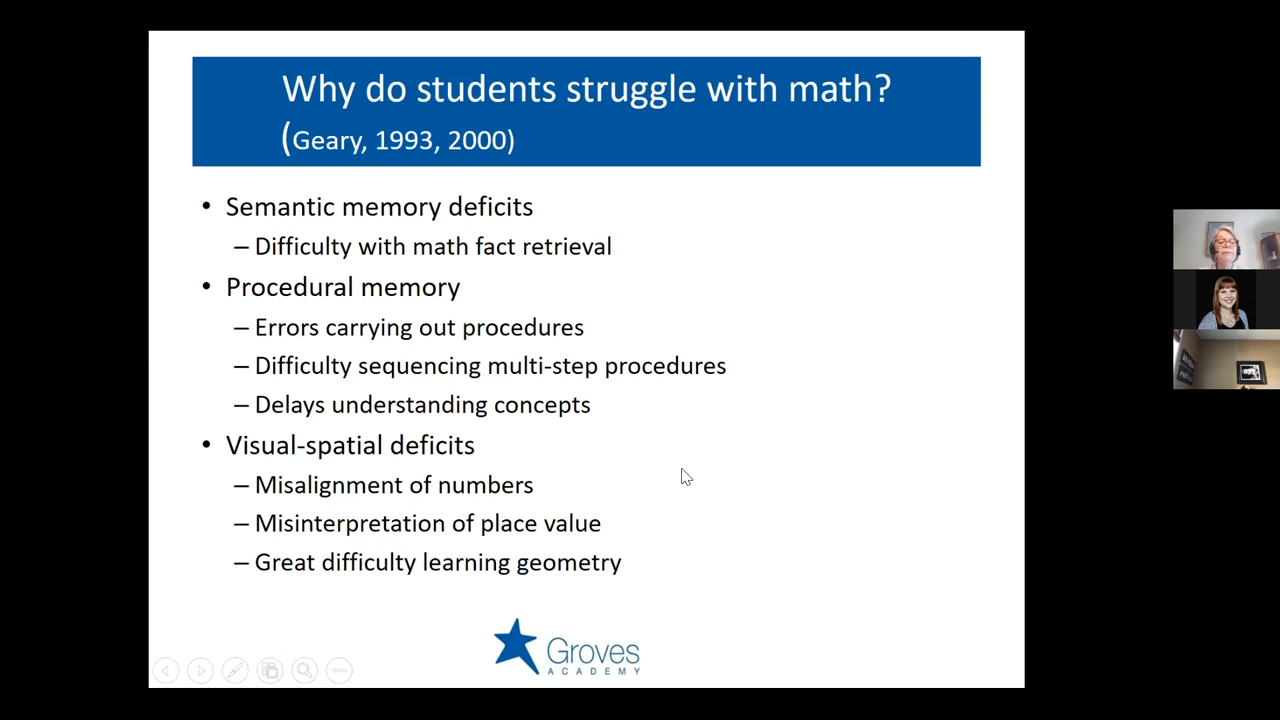 Why do students struggle with math?
(Geary, 1993, 2000)
• Semantic memory deficits
– Difficulty with math fact retrieval
• Procedural memory
– Errors carrying out procedures
– Difficulty sequencing multi-step procedures
– Delays understanding concepts
• Visual-spatial deficits
– Misalignment of numbers
– Misinterpretation of place value
– Great difficulty learning geometry
Groves
ACADEMY